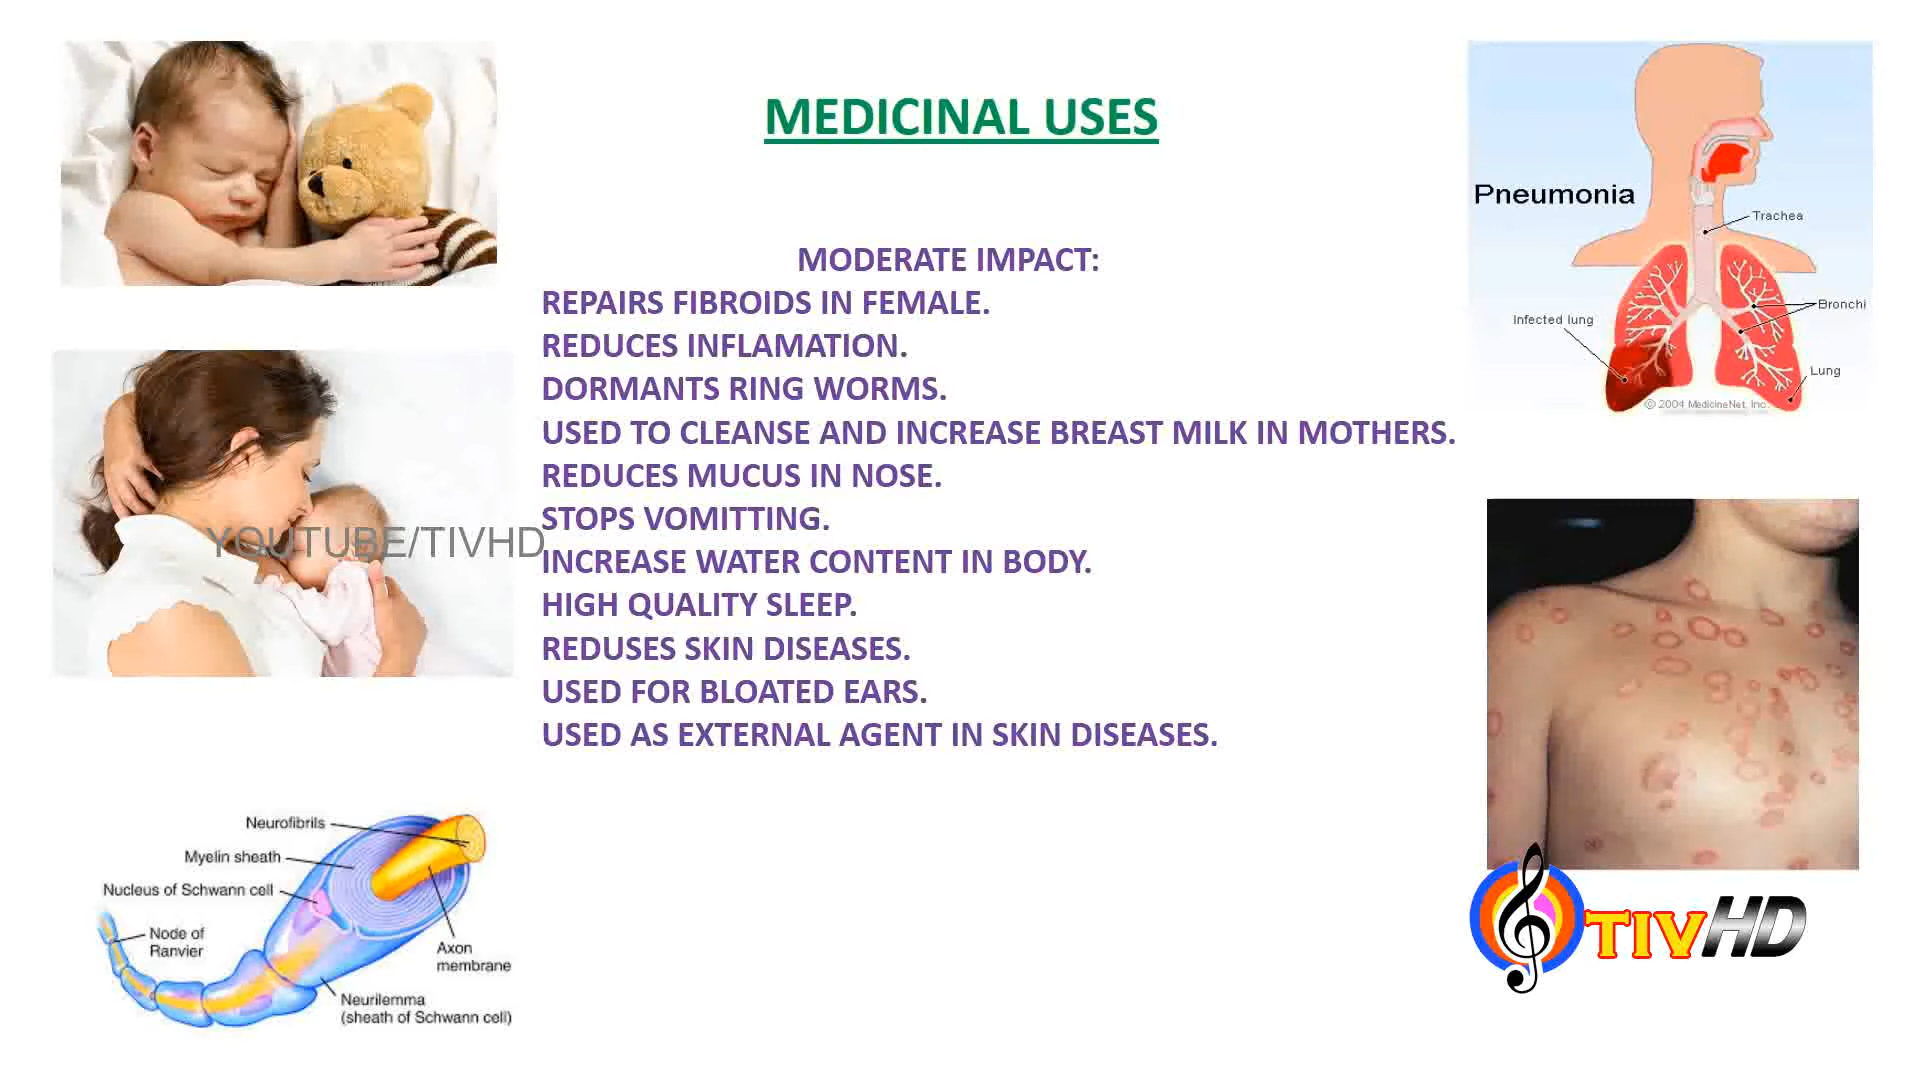 MEDICINAL USES
MODERATE IMPACT:
REPAIRS FIBROIDS IN FEMALE.
REDUCES INFLAMATION.
DORMANTS RING WORMS.
USED TO CLEANSE AND INCREASE BREAST MILK IN MOTHERS.
REDUCES MUCUS IN NOSE.
STOPS VOMITTING.
INCREASE WATER CONTENT IN BODY.
HIGH QUALITY SLEEP.
REDUSES SKIN DISEASES.
USED FOR BLOATED EARS.
USED AS EXTERNAL AGENT IN SKIN DISEASES.
YOUTUBE/TIVHD
Pneumonia
Trachea
Bronchi
Infected lung
Lung
© 2004 MedicineNet, Inc.
Neurofibrils
Myelin sheath
Nucleus of Schwann cell
Node of
Ranvier
Axon
membrane
Neurilemma
(sheath of Schwann cell)
TIVHD